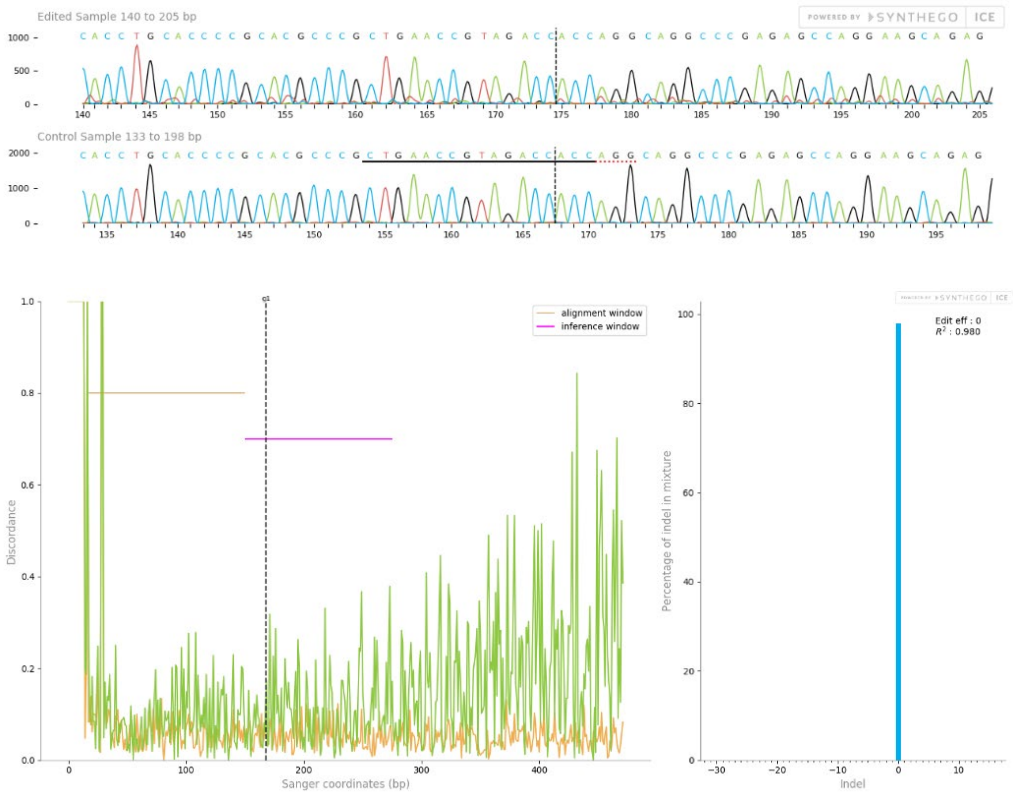 Edited Sample 140 to 205 bp
POWERED BY SYNTHEGO ICE
C A C C T G C A C C C C G C A C G C C C G C T G A A C C G T A G A C C A C C A G G C A G G C C C G A G A G C C A G G A A G C A G A G
1000
500
0
140 145 150 155 160 165 170 175 180 185 190 195 200 205
Control Sample 133 to 198 bp
C A C C T G C A C C C C G C A C G C C C G C T G A A C C G T A G A C C A C C A G G C A G G C C C G A G A G C C A G G A A G C A G A G
2000
1000
0
135 140 145 150 155 160 165 170 175 180 185 190 195
POWERED BY SYNTHEGO ICE
g1
1.0
0.8
0.6
0.4
0.2
0.0
Discordance
alignment window
inference window
0 100 200 300 400
Sanger coordinates (bp)
Edit eff : 0
R² : 0.980
100
80
60
40
20
0
Percentage of indel in mixture
−30 −20 −10 0 10
Indel